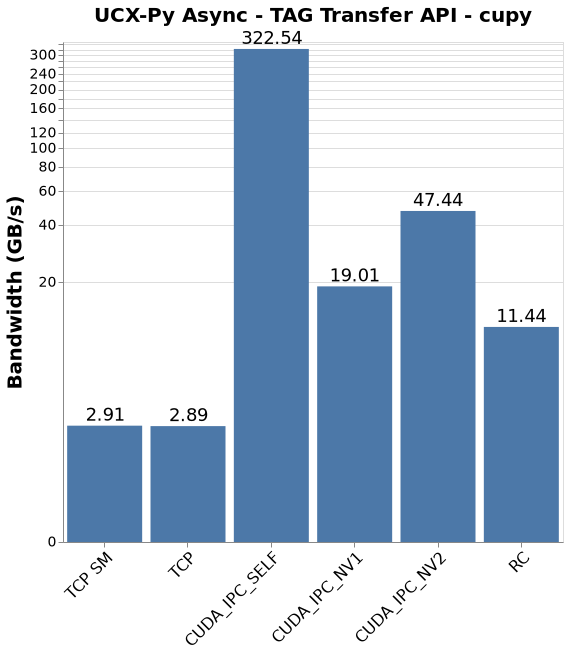 UCX-Py Async - TAG Transfer API - cupy
322.54
300
240
200
160
120
100
80
60
47.44
40
20
19.01
11.44
2.91
2.89
0
Bandwidth (GB/s)
TCP SM
TCP
CUDA_IPC_SELF
CUDA_IPC_NV1
CUDA_IPC_NV2
RC